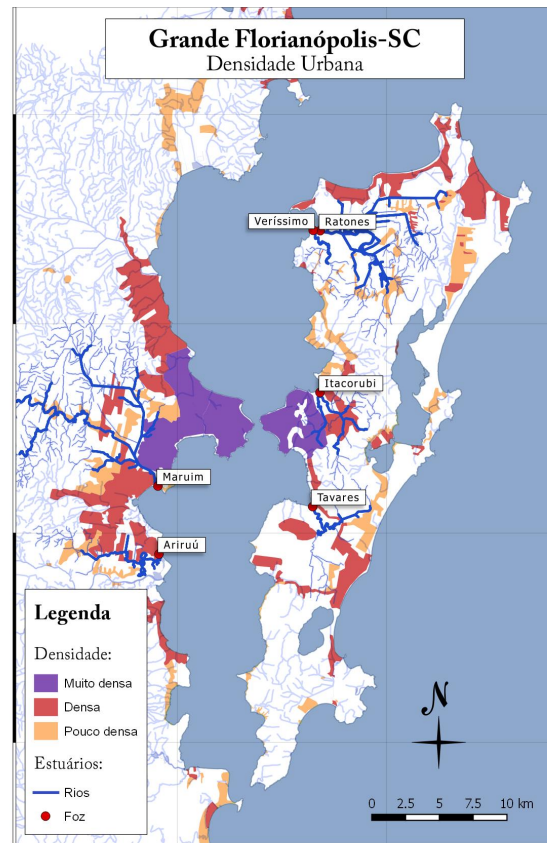 Grande Florianópolis-SC
Densidade Urbana
Veríssimo
Ratones
Itacorubi
Maruim
Tavares
Ariruú
Legenda
Densidade:
Muito densa
Densa
Pouco densa
Estuários:
Rios
Foz
N
0 2.5 5 7.5 10 km